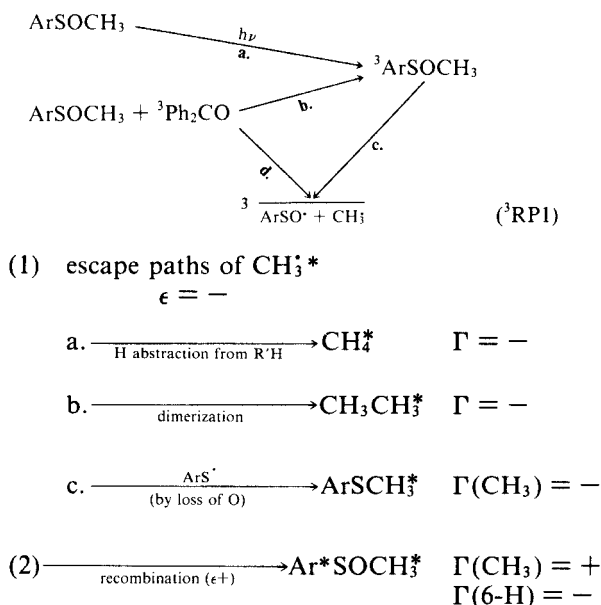 ArSOCH₃
hν
a.
³ArSOCH₃
ArSOCH₃ + ³Ph₂CO
b.
c.
d.
³ ArSO· + CH₃·
(³RP1)
(1) escape paths of CH₃·*
ε = −
a. H abstraction from R'H CH₄* Γ = −
b. dimerization CH₃CH₃* Γ = −
c. ArS· (by loss of O) ArSCH₃* Γ(CH₃) = −
(2) recombination (ε+) Ar*SOCH₃* Γ(CH₃) = +
Γ(6-H) = −